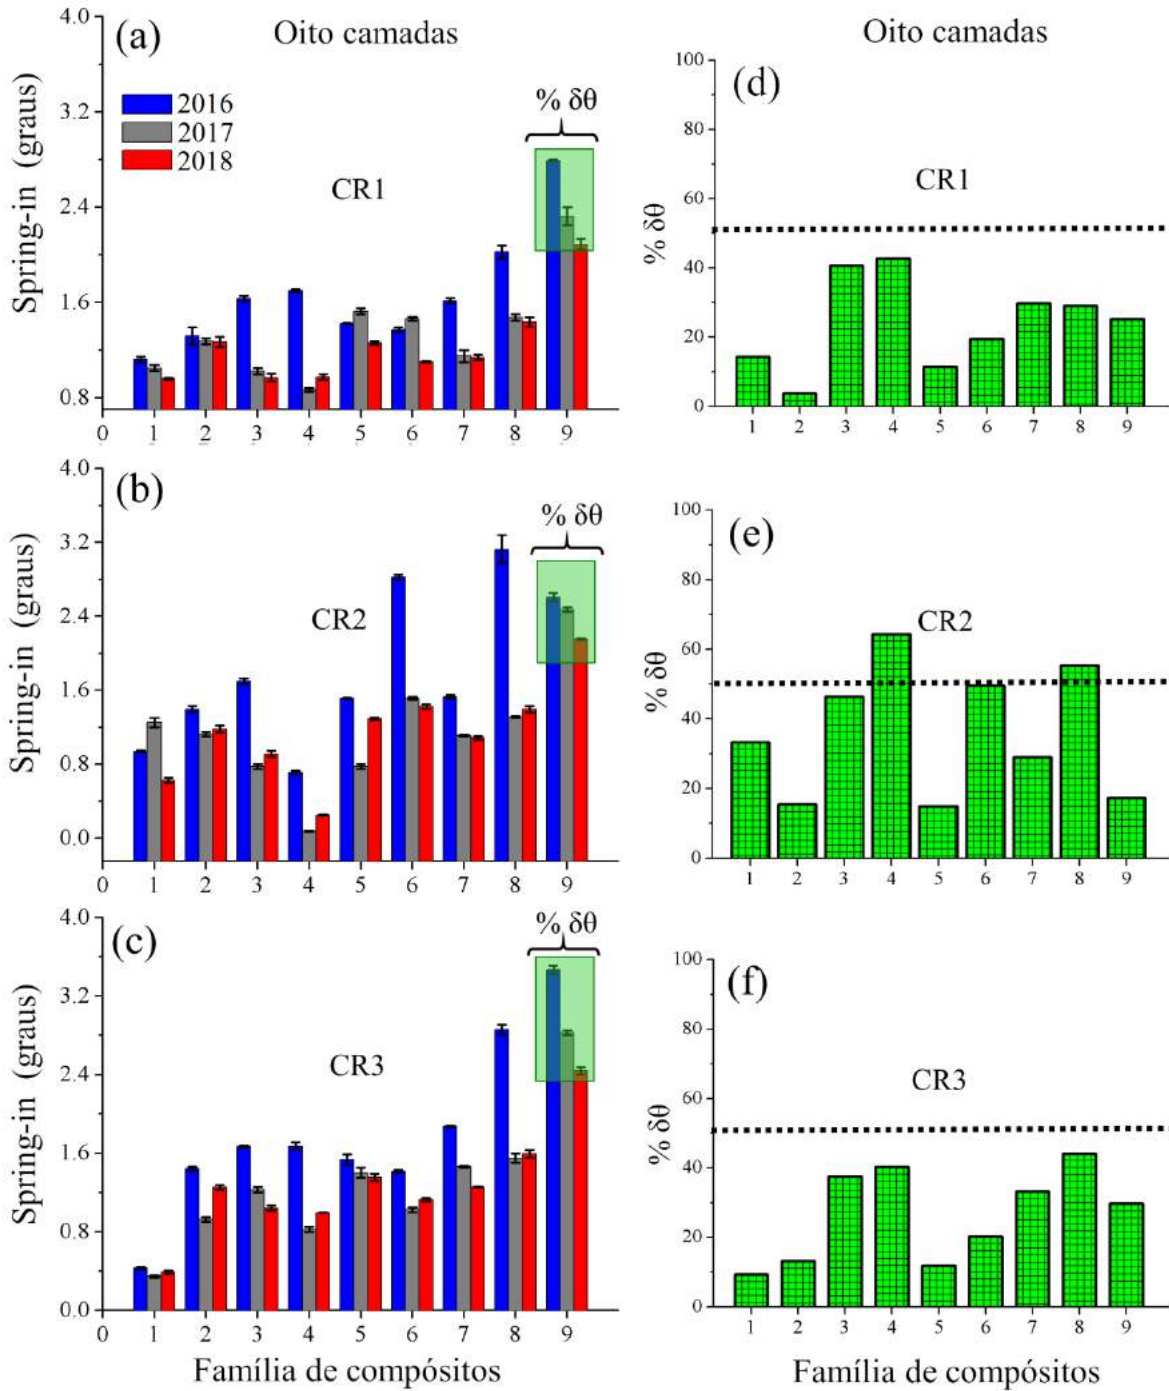 (a)
Oito camadas
4.0
3.2
2.4
1.6
0.8
Spring-in (graus)
2016
2017
2018
CR1
% δθ
0 1 2 3 4 5 6 7 8 9
Oito camadas
(d)
100
80
60
40
20
0
% δθ
CR1
1 2 3 4 5 6 7 8 9
(b)
4.0
3.2
2.4
1.6
0.8
0.0
Spring-in (graus)
CR2
% δθ
0 1 2 3 4 5 6 7 8 9
(e)
100
80
60
40
20
0
% δθ
CR2
1 2 3 4 5 6 7 8 9
(c)
4.0
3.2
2.4
1.6
0.8
0.0
Spring-in (graus)
CR3
% δθ
0 1 2 3 4 5 6 7 8 9
Família de compósitos
(f)
100
80
60
40
20
0
% δθ
CR3
1 2 3 4 5 6 7 8 9
Família de compósitos